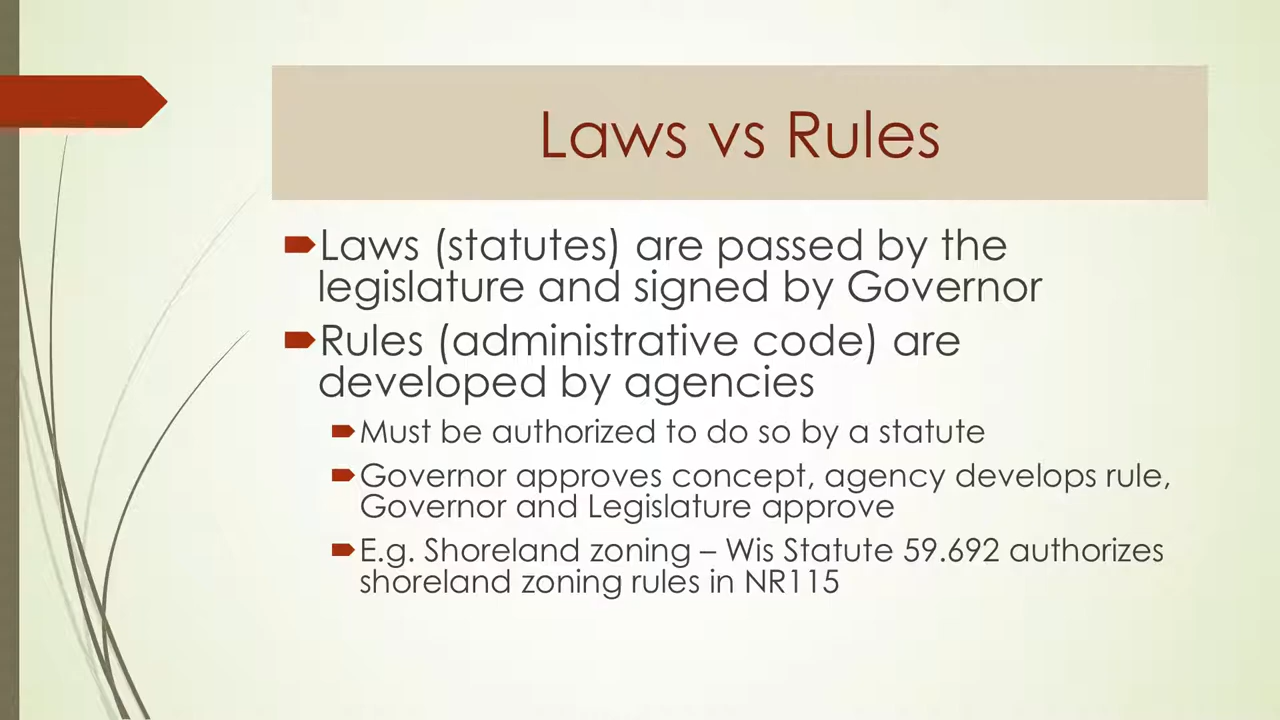 Laws vs Rules
Laws (statutes) are passed by the
legislature and signed by Governor
Rules (administrative code) are
developed by agencies
Must be authorized to do so by a statute
Governor approves concept, agency develops rule,
Governor and Legislature approve
E.g. Shoreland zoning – Wis Statute 59.692 authorizes
shoreland zoning rules in NR115